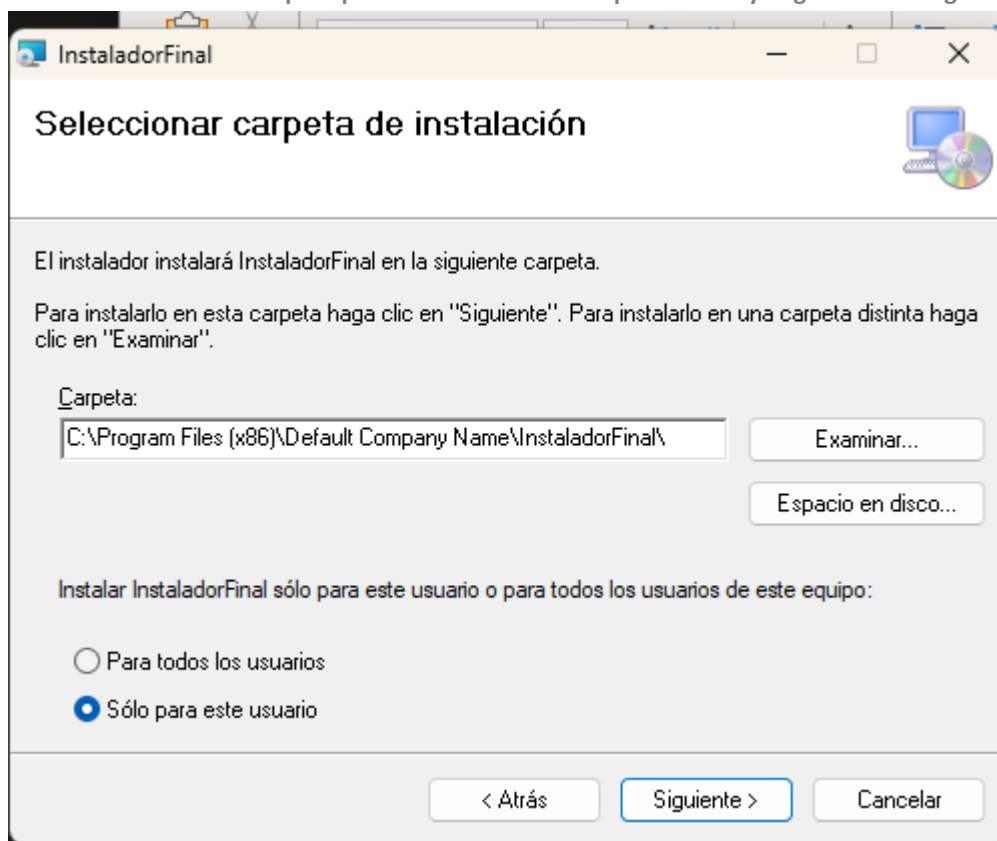 InstaladorFinal
Seleccionar carpeta de instalación
El instalador instalará InstaladorFinal en la siguiente carpeta.
Para instalarlo en esta carpeta haga clic en "Siguiente". Para instalarlo en una carpeta distinta haga
clic en "Examinar".
Carpeta:
C:\Program Files (x86)\Default Company Name\InstaladorFinal\
Examinar...
Espacio en disco...
Instalar InstaladorFinal sólo para este usuario o para todos los usuarios de este equipo:
Para todos los usuarios
Sólo para este usuario
< Atrás
Siguiente >
Cancelar